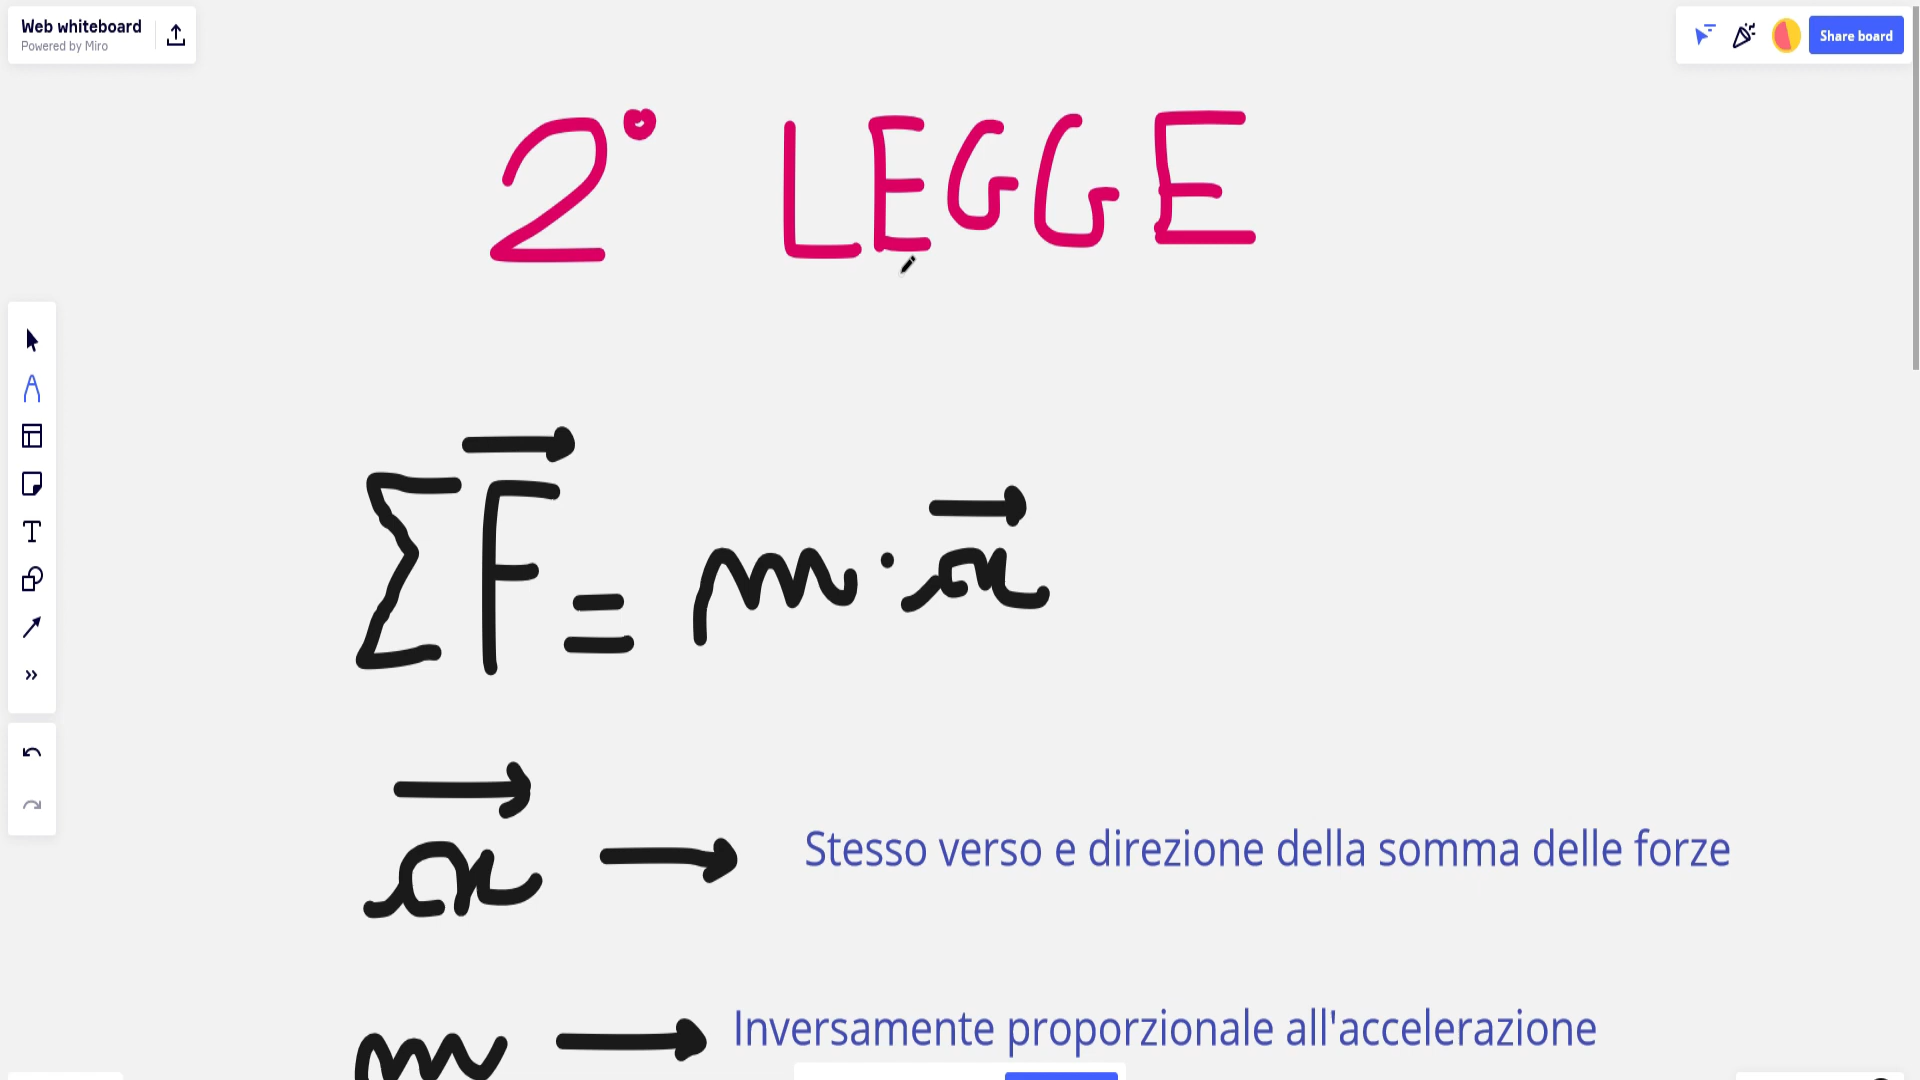 Web whiteboard
Powered by Miro
Share board
2° LEGGE
ΣF⃗ = m · a⃗
a⃗ → Stesso verso e direzione della somma delle forze
m → Inversamente proporzionale all'accelerazione